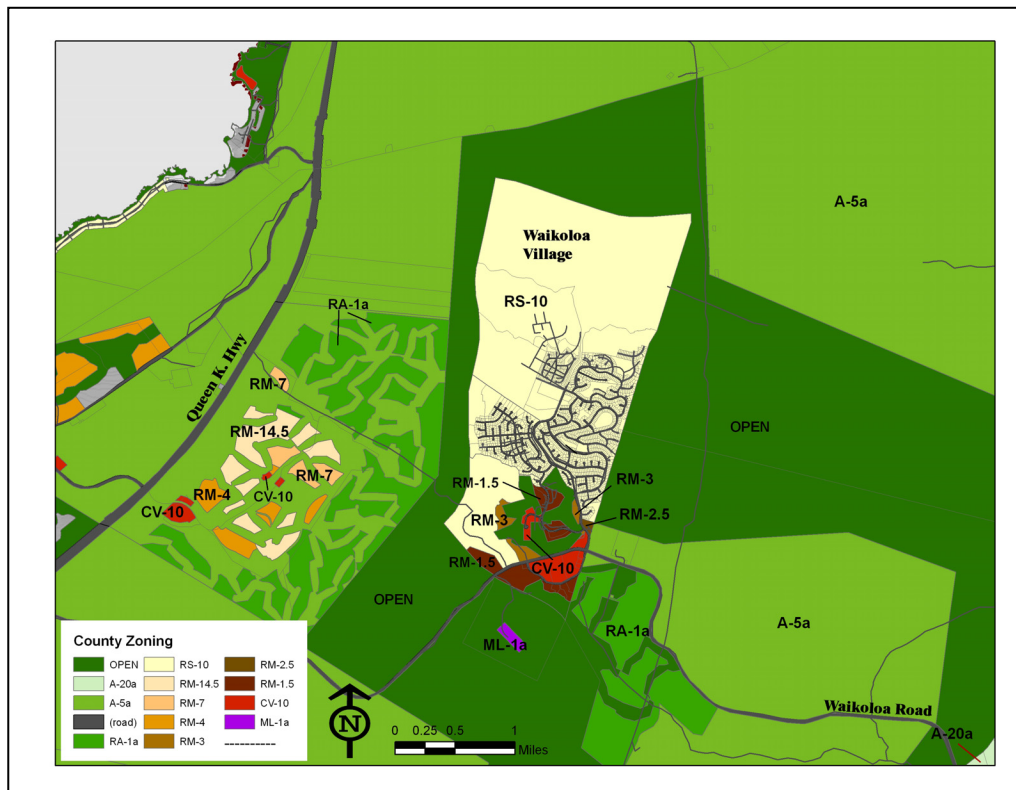 A-5a
Waikoloa
Village
RS-10
RA-1a
Queen K. Hwy
RM-7
RM-14.5
RM-7
RM-4
CV-10
CV-10
OPEN
RM-1.5
RM-3
RM-3
RM-2.5
RM-1.5
CV-10
OPEN
RA-1a
A-5a
ML-1a
Waikoloa Road
A-20a
County Zoning
OPEN
A-20a
A-5a
(road)
RA-1a
RS-10
RM-14.5
RM-7
RM-4
RM-3
RM-2.5
RM-1.5
CV-10
ML-1a
----------
N
0 0.25 0.5 1
Miles